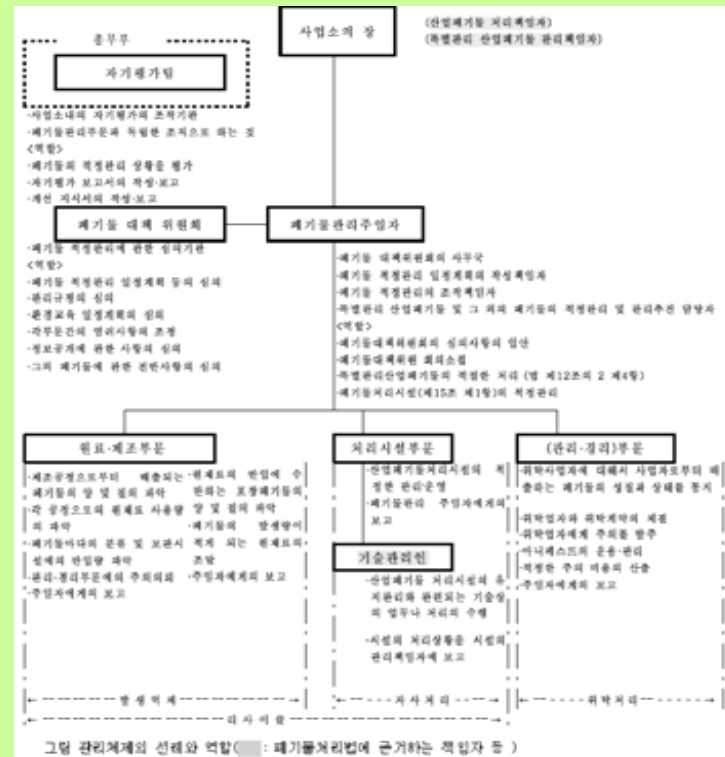 총무부
자기평가팀
사업소의 장
(산업폐기물 처리책임자)
(특별관리 산업폐기물 관리책임자)
·사업소내의 자기평가의 조직기관
·폐기물관리부문과 독립한 조직으로 하는 것
<역할>
·폐기물의 적정관리 상황을 평가
·자기평가 보고서의 작성·보고
·개선 지시서의 작성·보고
폐기물 대책 위원회
폐기물관리주임자
·폐기물 적정관리에 관한 심의기관
<역할>
·폐기물 적정관리 일정계획 등의 심의
·관리규정의 심의
·환경교육 일정계획의 심의
·각부문간의 염려사항의 조정
·정보공개에 관한 사항의 심의
·그외 폐기물에 관한 전반사항의 심의
·폐기물 대책위원회의 사무국
·폐기물 적정관리 일정계획의 작성책임자
·폐기물 적정관리의 조직책임자
·특별관리 산업폐기물 및 그 외의 폐기물의 적정관리 및 관리추진 담당자
<역할>
·폐기물대책위원회의 심의사항의 입안
·폐기물대책위원 회의소집
·특별관리산업폐기물의 적절한 처리 (법 제12조의 2 제4항)
·폐기물처리시설(제15조 제1항)의 적정관리
원료·제조부문
·제조공정으로부터 배출되는
폐기물의 양 및 질의 파악
·각 공정으로의 원재료 사용량
의 파악
·폐기물마다의 분류 및 보관시
설에의 반입량 파악
·관리·경리부문에의 주의의뢰
·주임자에게의 보고
·원재료의 반입에 수
반하는 포장폐기물의
양 및 질의 파악
·폐기물의 발생량이
적게 되는 원재료의
조달
·주임자에게의 보고
처리시설부문
·산업폐기물처리시설의 적
정한 관리·운영
·폐기물관리 주임자에게의
보고
기술관리인
·산업폐기물 처리시설의 유
지관리와 관련되는 기술상
의 업무나 처리의 수행
·시설의 처리상황을 시설의
관리책임자에 보고
(관리·경리)부문
·위탁사업자에 대해서 사업자로부터 배
출하는 폐기물의 성질과 상태를 통지
·위탁업자와 위탁계약의 체결
·위탁업자에게 주의를 발주
·마니페스트의 운용·관리
·적정한 주의 비용의 산출
·주임자에게의 보고
발생억제
자사처리
위탁처리
리사이클
그림 관리체제의 선례와 역할( : 폐기물처리법에 근거하는 책임자 등 )